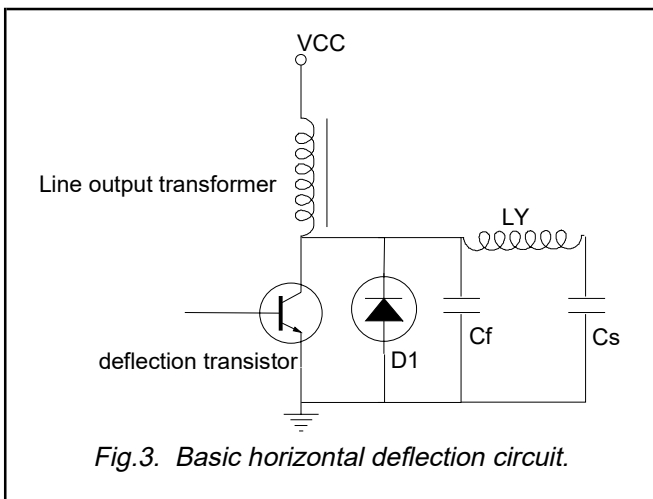 VCC
Line output transformer
LY
deflection transistor
D1
Cf
Cs
Fig.3. Basic horizontal deflection circuit.